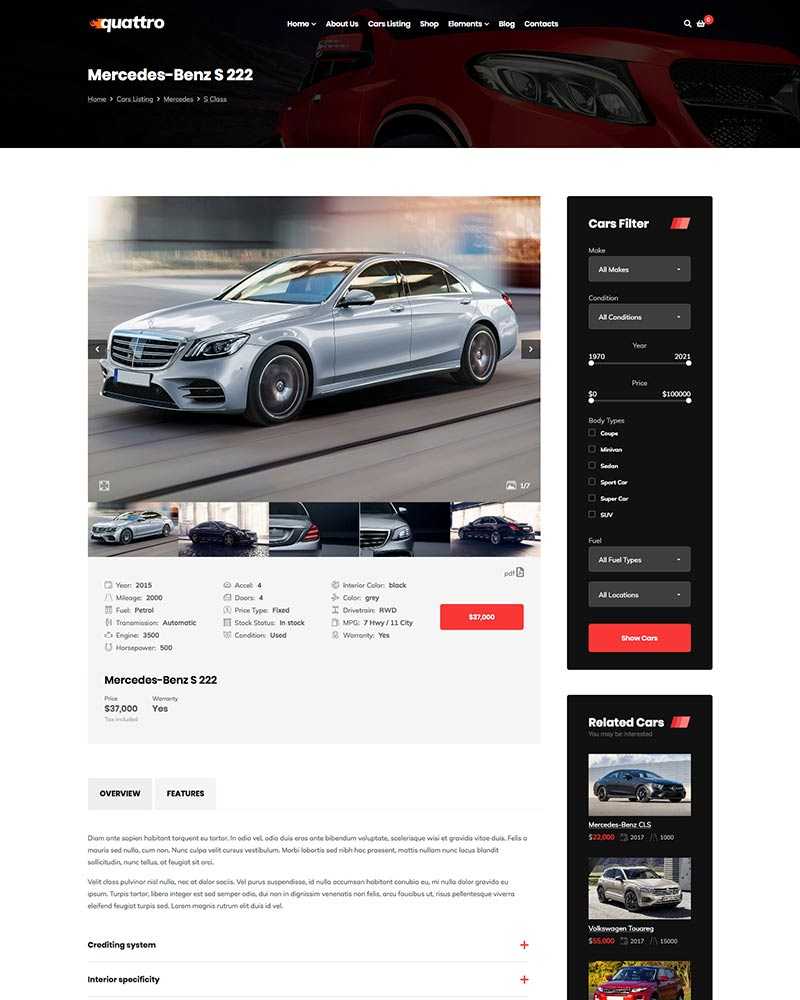 quattro
Home About Us Cars Listing Shop Elements Blog Contacts
0
Mercedes-Benz S 222
Home > Cars Listing > Mercedes > S Class
1/7
pdf
Year: 2015
Mileage: 2000
Fuel: Petrol
Transmission: Automatic
Engine: 3500
Horsepower: 500
Accel: 4
Doors: 4
Price Type: Fixed
Stock Status: In stock
Condition: Used
Interior Color: black
Color: grey
Drivetrain: RWD
MPG: 7 Hwy / 11 City
Warranty: Yes
$37,000
Mercedes-Benz S 222
Price
$37,000
Tax included
Warranty
Yes
OVERVIEW FEATURES
Diam ante sapien habitant torquent eu tortor. In odio vel, odio duis eros ante bibendum voluptate, scelerisque wisi et gravida vitae duis. Felis a
mauris sed nulla, cum non. Nunc culpa velit cursus vestibulum. Morbi lobortis sed nibh hac praesent, mattis nullam nunc lacus blandit
sollicitudin, nunc tellus, at feugiat sit orci.
Velit class pulvinar nisl nulla, nec at dolor sociis. Vel purus suspendisse, id nulla accumsan habitant conubia eu, mi nulla dolor gravida eu
ipsum. Turpis tortor, libero integer est sed semper odio, dui non in dignissim venenatis non felis, arcu faucibus ut, risus pellentesque viverra
eleifend feugiat turpis sed. Lorem magnis rutrum elit duis id vel.
Crediting system
Interior specificity
Cars Filter
Make
All Makes
Condition
All Conditions
Year
1970 2021
Price
$0 $100000
Body Types
Coupe
Minivan
Sedan
Sport Car
Super Car
SUV
Fuel
All Fuel Types
All Locations
Show Cars
Related Cars
You may be interested
Mercedes-Benz CLS
$22,000 2017 1000
Volkswagen Touareg
$55,000 2017 15000